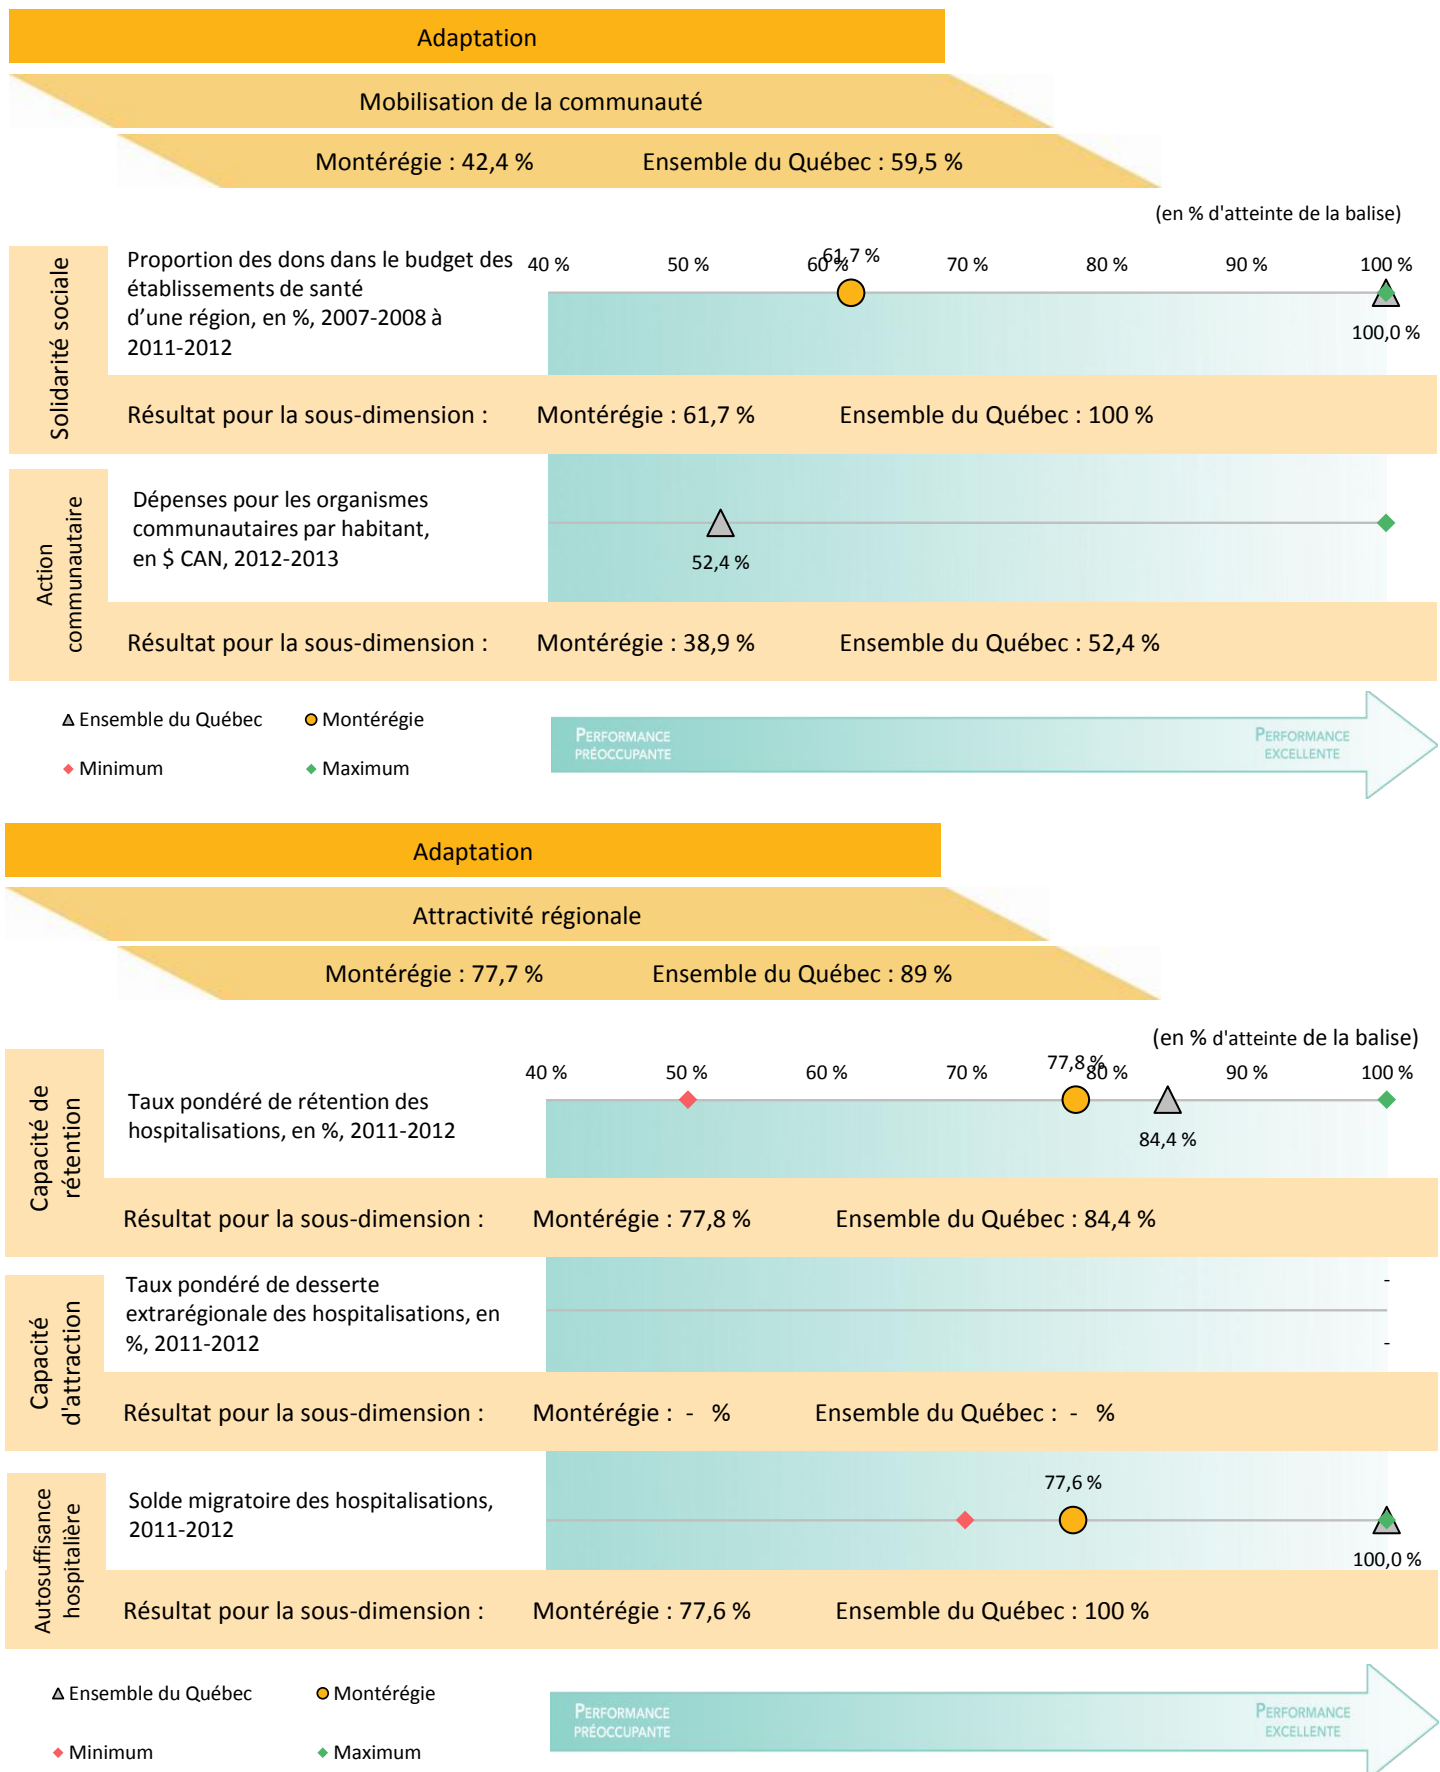 Adaptation
Mobilisation de la communauté
Montérégie : 42,4 % Ensemble du Québec : 59,5 %
(en % d'atteinte de la balise)
Solidarité sociale
Proportion des dons dans le budget des
établissements de santé
d’une région, en %, 2007-2008 à
2011-2012
40 % 50 % 60 % 70 % 80 % 90 % 100 %
61,7 %
100,0 %
Résultat pour la sous-dimension : Montérégie : 61,7 % Ensemble du Québec : 100 %
Action
communautaire
Dépenses pour les organismes
communautaires par habitant,
en $ CAN, 2012-2013
52,4 %
Résultat pour la sous-dimension : Montérégie : 38,9 % Ensemble du Québec : 52,4 %
Ensemble du Québec Montérégie
Minimum Maximum
PERFORMANCE
PRÉOCCUPANTE
PERFORMANCE
EXCELLENTE
Adaptation
Attractivité régionale
Montérégie : 77,7 % Ensemble du Québec : 89 %
(en % d'atteinte de la balise)
Capacité de
rétention
Taux pondéré de rétention des
hospitalisations, en %, 2011-2012
40 % 50 % 60 % 70 % 80 % 90 % 100 %
77,8 %
84,4 %
Résultat pour la sous-dimension : Montérégie : 77,8 % Ensemble du Québec : 84,4 %
Capacité
d'attraction
Taux pondéré de desserte
extrarégionale des hospitalisations, en
%, 2011-2012
-
-
Résultat pour la sous-dimension : Montérégie : - % Ensemble du Québec : - %
Autosuffisance
hospitalière
Solde migratoire des hospitalisations,
2011-2012
77,6 %
100,0 %
Résultat pour la sous-dimension : Montérégie : 77,6 % Ensemble du Québec : 100 %
Ensemble du Québec Montérégie
Minimum Maximum
PERFORMANCE
PRÉOCCUPANTE
PERFORMANCE
EXCELLENTE